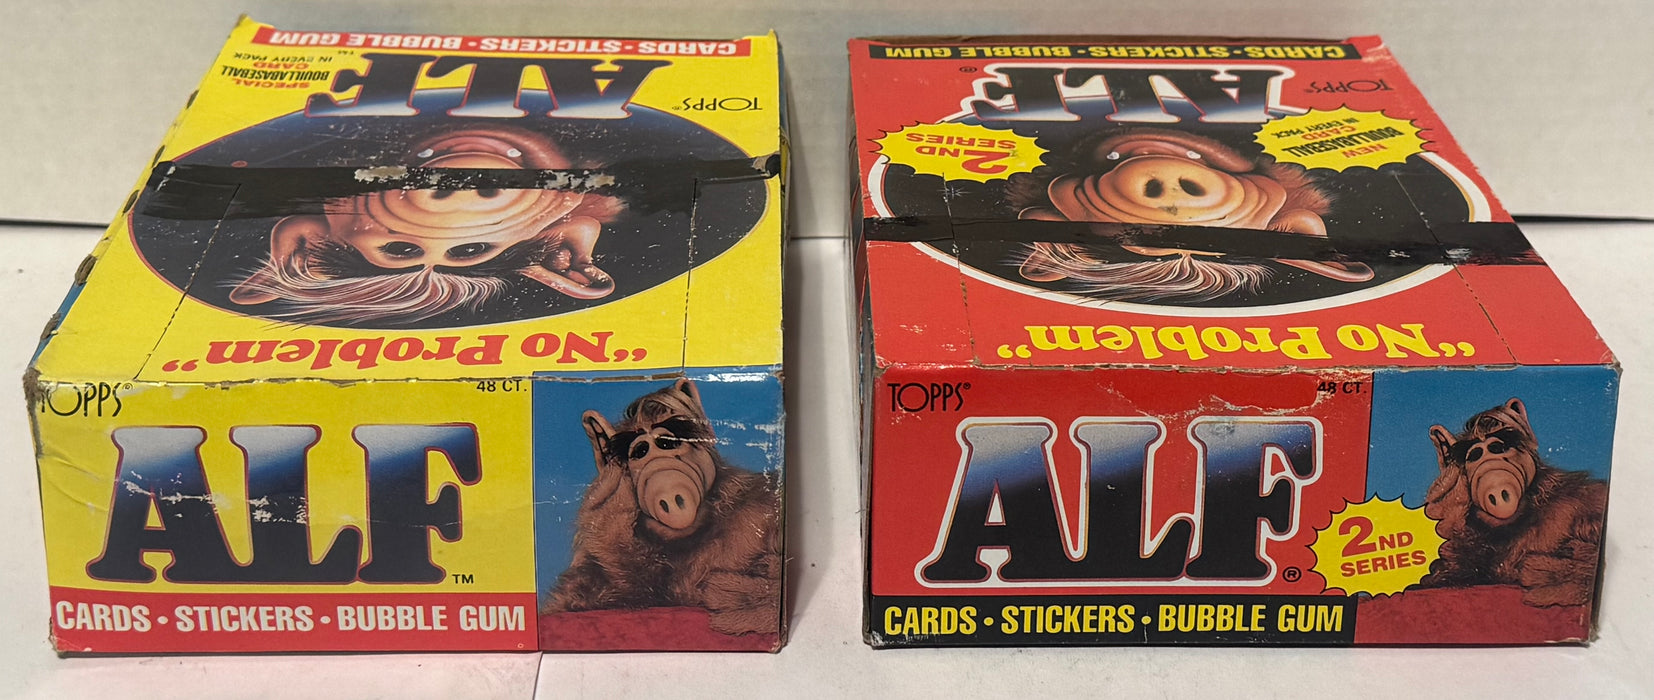 CARDS • STICKERS • BUBBLE GUM
TM
SPECIAL
BOUILLABASEBALL
CARD
IN EVERY PACK
ALF
TOPPS®
"No Problem"
TOPPS®
48 CT.
ALF
TM
CARDS • STICKERS • BUBBLE GUM
CARDS • STICKERS • BUBBLE GUM
ALF
®
TOPPS®
2ND
SERIES
NEW
BOUILLABASEBALL
CARD
IN EVERY PACK
"No Problem"
TOPPS®
48 CT.
ALF
®
2ND
SERIES
CARDS • STICKERS • BUBBLE GUM